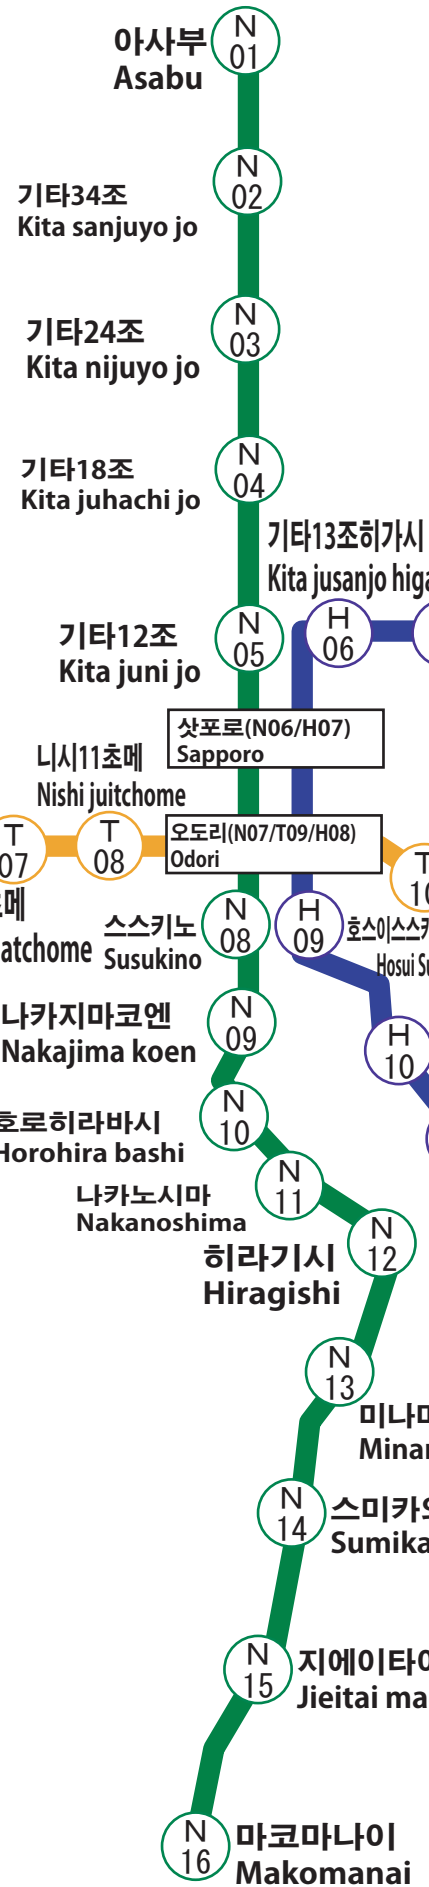 아사부
Asabu
N
01
기타34조
Kita sanjuyo jo
N
02
기타24조
Kita nijuyo jo
N
03
기타18조
Kita juhachi jo
N
04
기타13조히가시
Kita jusanjo
H
06
기타12조
Kita juni jo
N
05
삿포로(N06/H07)
Sapporo
니시11초메
Nishi juitchome
오도리(N07/T09/H08)
Odori
T
07
T
08
T
스스키노
Susukino
N
08
H
09
Hosui
나카지마코엔
Nakajima koen
N
09
H
10
호로히라바시
Horohira bashi
N
10
나카노시마
Nakanoshima
N
11
히라기시
Hiragishi
N
12
N
13
N
14
N
15
Jieitai
N
16
마코마나이
Makomanai